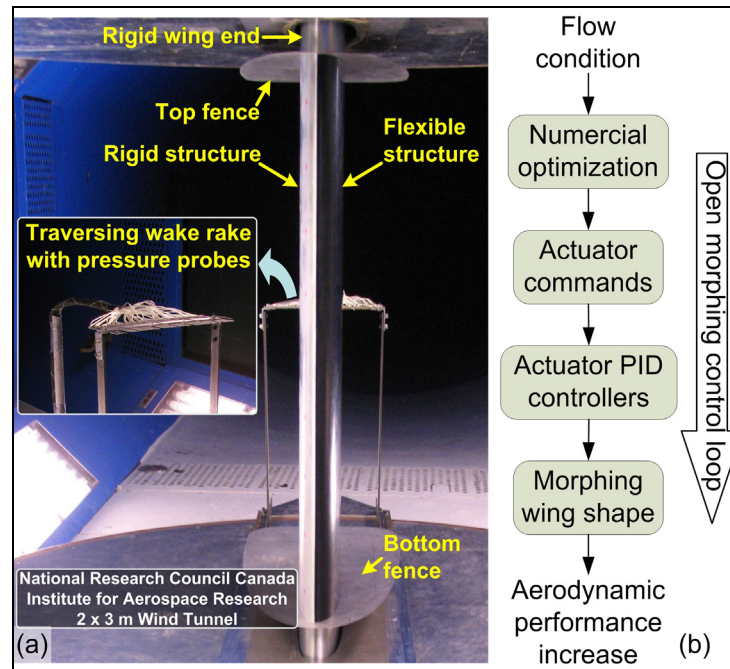 Rigid wing end
Top fence
Rigid structure
Flexible
structure
Traversing wake rake
with pressure probes
Bottom
fence
National Research Council Canada
Institute for Aerospace Research
2 x 3 m Wind Tunnel
(a)
Flow
condition
Numercial
optimization
Actuator
commands
Actuator PID
controllers
Morphing
wing shape
Aerodynamic
performance
increase
Open morphing control loop
(b)